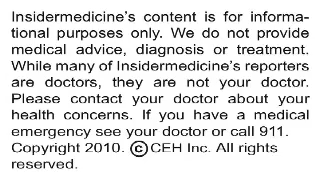 Insidermedicine's content is for informa-
tional purposes only. We do not provide
medical advice, diagnosis or treatment.
While many of Insidermedicine's reporters
are doctors, they are not your doctor.
Please contact your doctor about your
health concerns. If you have a medical
emergency see your doctor or call 911.
Copyright 2010. © CEH Inc. All rights
reserved.